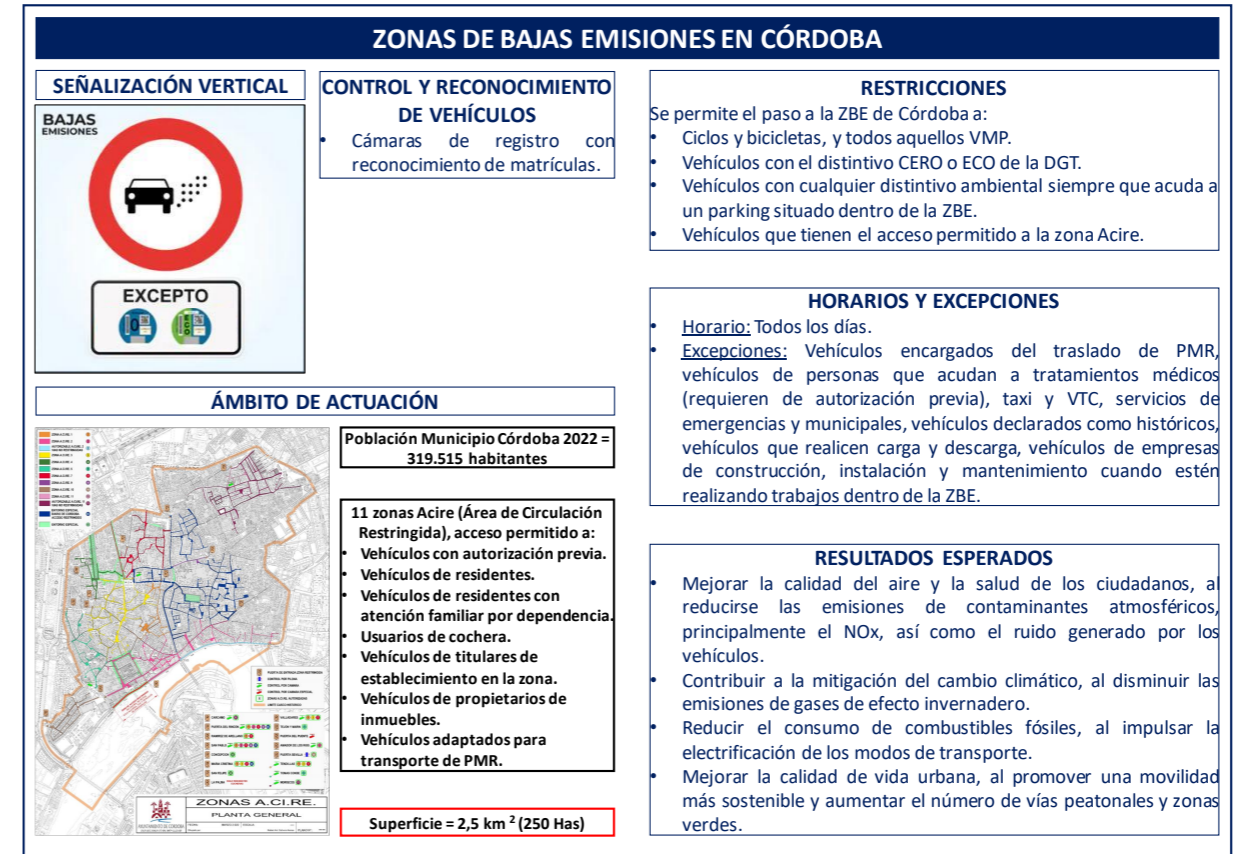 ZONAS DE BAJAS EMISIONES EN CÓRDOBA
SEÑALIZACIÓN VERTICAL
BAJAS
EMISIONES
EXCEPTO
0
ECO
CONTROL Y RECONOCIMIENTO
DE VEHÍCULOS
• Cámaras de registro con
reconocimiento de matrículas.
ÁMBITO DE ACTUACIÓN
ZONAS A.CI.RE.
PLANTA GENERAL
Población Municipio Córdoba 2022 =
319.515 habitantes
11 zonas Acire (Área de Circulación
Restringida), acceso permitido a:
• Vehículos con autorización previa.
• Vehículos de residentes.
• Vehículos de residentes con
atención familiar por dependencia.
• Usuarios de cochera.
• Vehículos de titulares de
establecimiento en la zona.
• Vehículos de propietarios de
inmuebles.
• Vehículos adaptados para
transporte de PMR.
Superficie = 2,5 km 2 (250 Has)
RESTRICCIONES
Se permite el paso a la ZBE de Córdoba a:
• Ciclos y bicicletas, y todos aquellos VMP.
• Vehículos con el distintivo CERO o ECO de la DGT.
• Vehículos con cualquier distintivo ambiental siempre que acuda a
un parking situado dentro de la ZBE.
• Vehículos que tienen el acceso permitido a la zona Acire.
HORARIOS Y EXCEPCIONES
• Horario: Todos los días.
• Excepciones: Vehículos encargados del traslado de PMR,
vehículos de personas que acudan a tratamientos médicos
(requieren de autorización previa), taxi y VTC, servicios de
emergencias y municipales, vehículos declarados como históricos,
vehículos que realicen carga y descarga, vehículos de empresas
de construcción, instalación y mantenimiento cuando estén
realizando trabajos dentro de la ZBE.
RESULTADOS ESPERADOS
• Mejorar la calidad del aire y la salud de los ciudadanos, al
reducirse las emisiones de contaminantes atmosféricos,
principalmente el NOx, así como el ruido generado por los
vehículos.
• Contribuir a la mitigación del cambio climático, al disminuir las
emisiones de gases de efecto invernadero.
• Reducir el consumo de combustibles fósiles, al impulsar la
electrificación de los modos de transporte.
• Mejorar la calidad de vida urbana, al promover una movilidad
más sostenible y aumentar el número de vías peatonales y zonas
verdes.